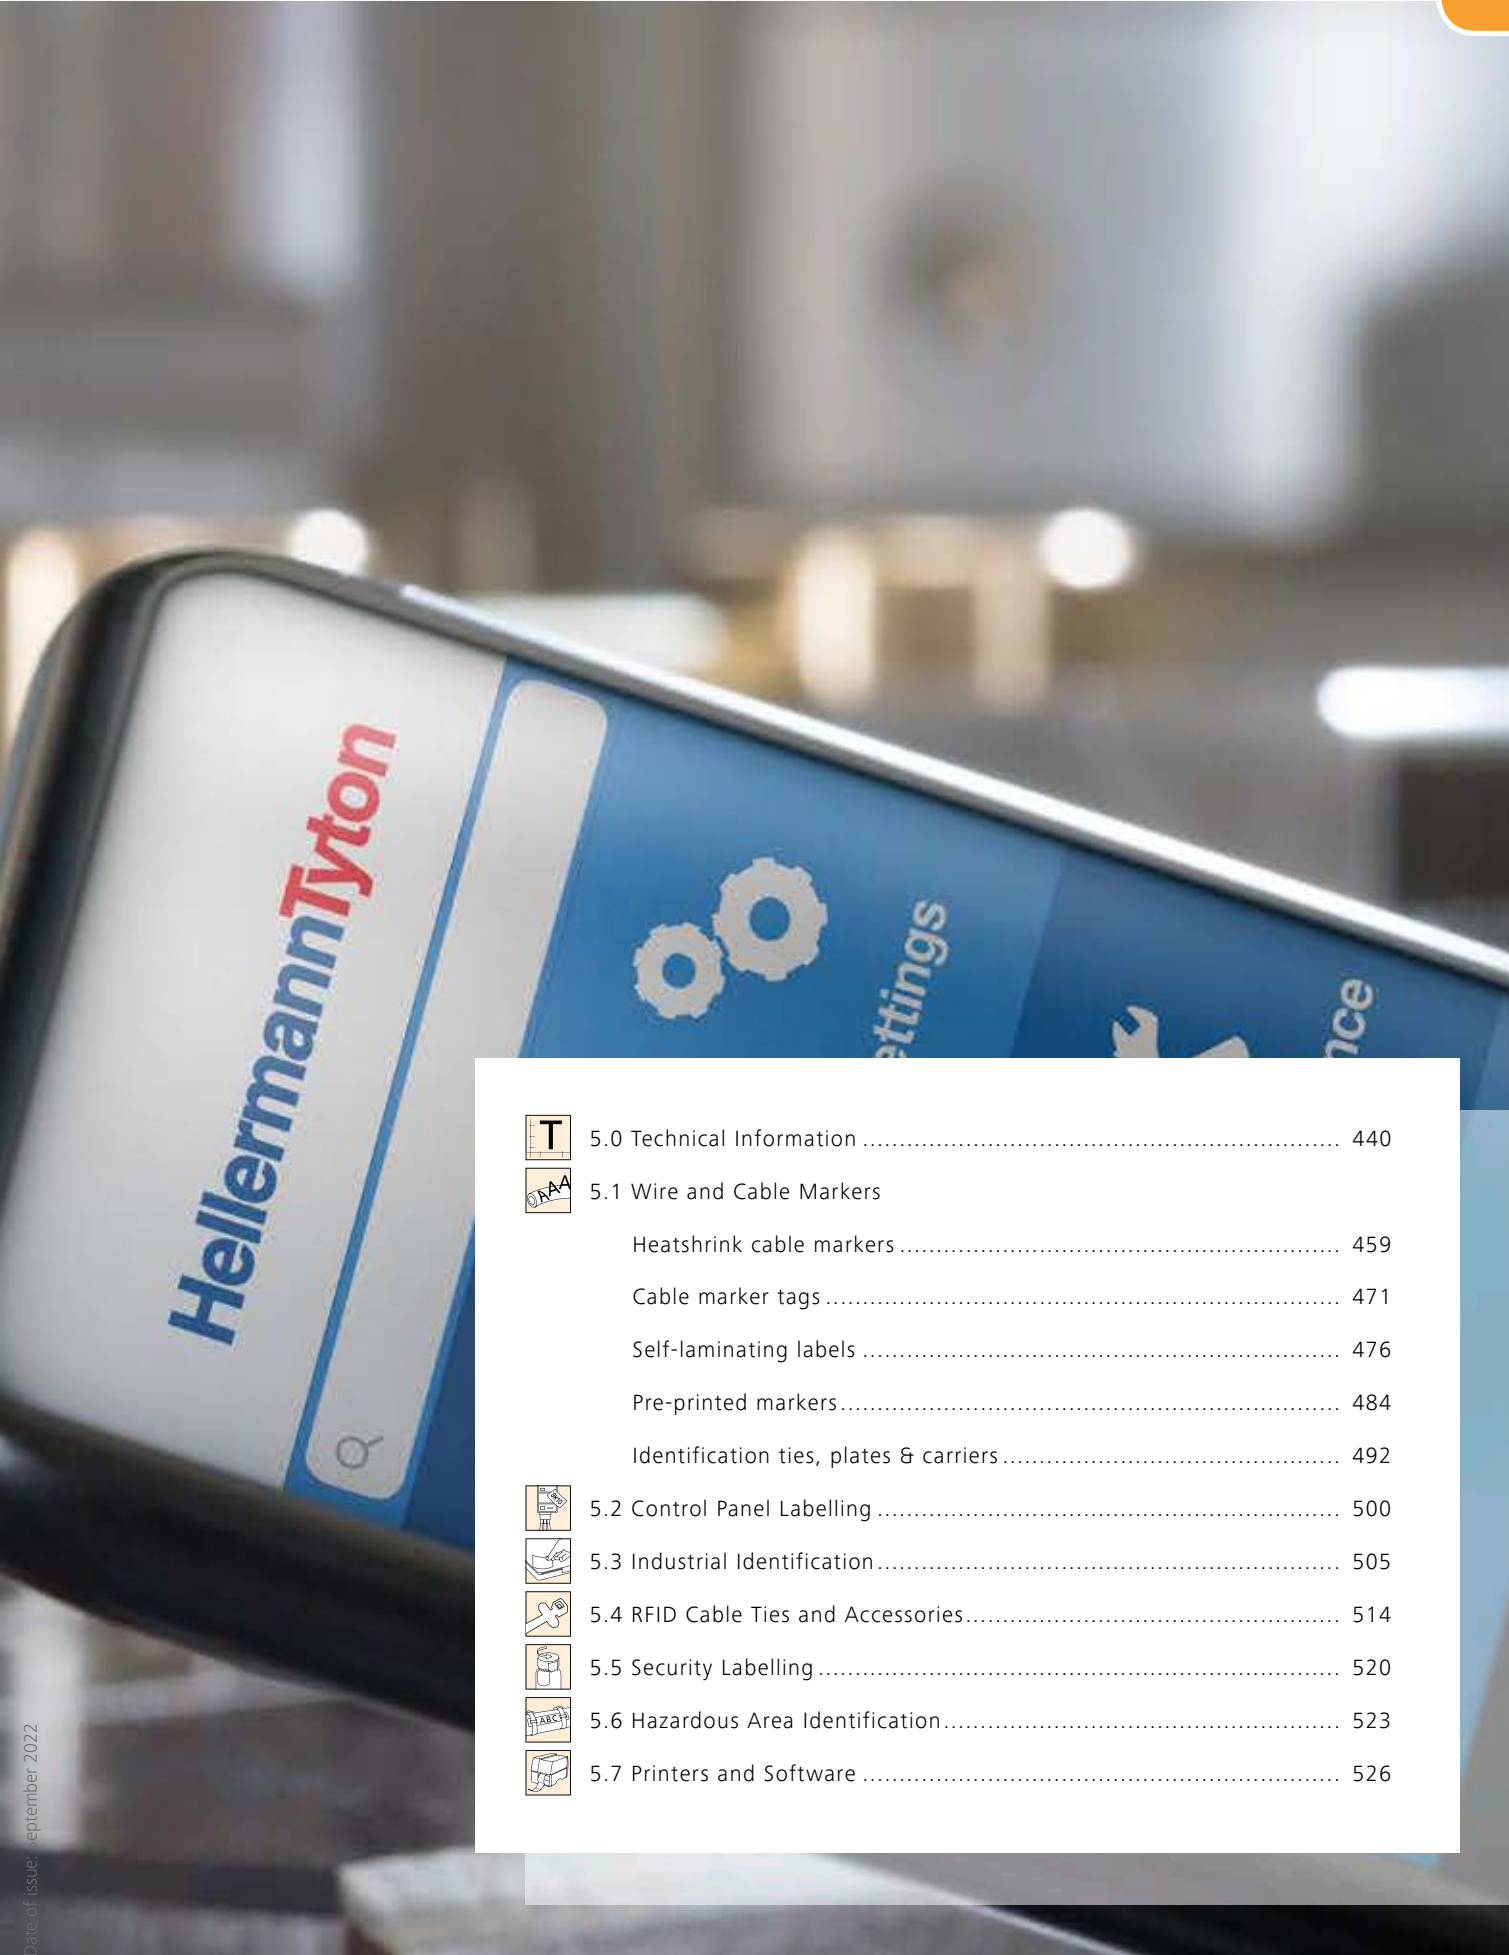 HellermannTyton
ettings
nce
T
5.0 Technical Information ................................................................ 440
AAA
5.1 Wire and Cable Markers
Heatshrink cable markers ........................................................... 459
Cable marker tags ..................................................................... 471
Self-laminating labels ................................................................ 476
Pre-printed markers ................................................................... 484
Identification ties, plates & carriers ............................................. 492
5.2 Control Panel Labelling .............................................................. 500
5.3 Industrial Identification .............................................................. 505
5.4 RFID Cable Ties and Accessories .................................................. 514
5.5 Security Labelling ...................................................................... 520
ABC
5.6 Hazardous Area Identification ..................................................... 523
5.7 Printers and Software ................................................................ 526
Date of issue: September 2022